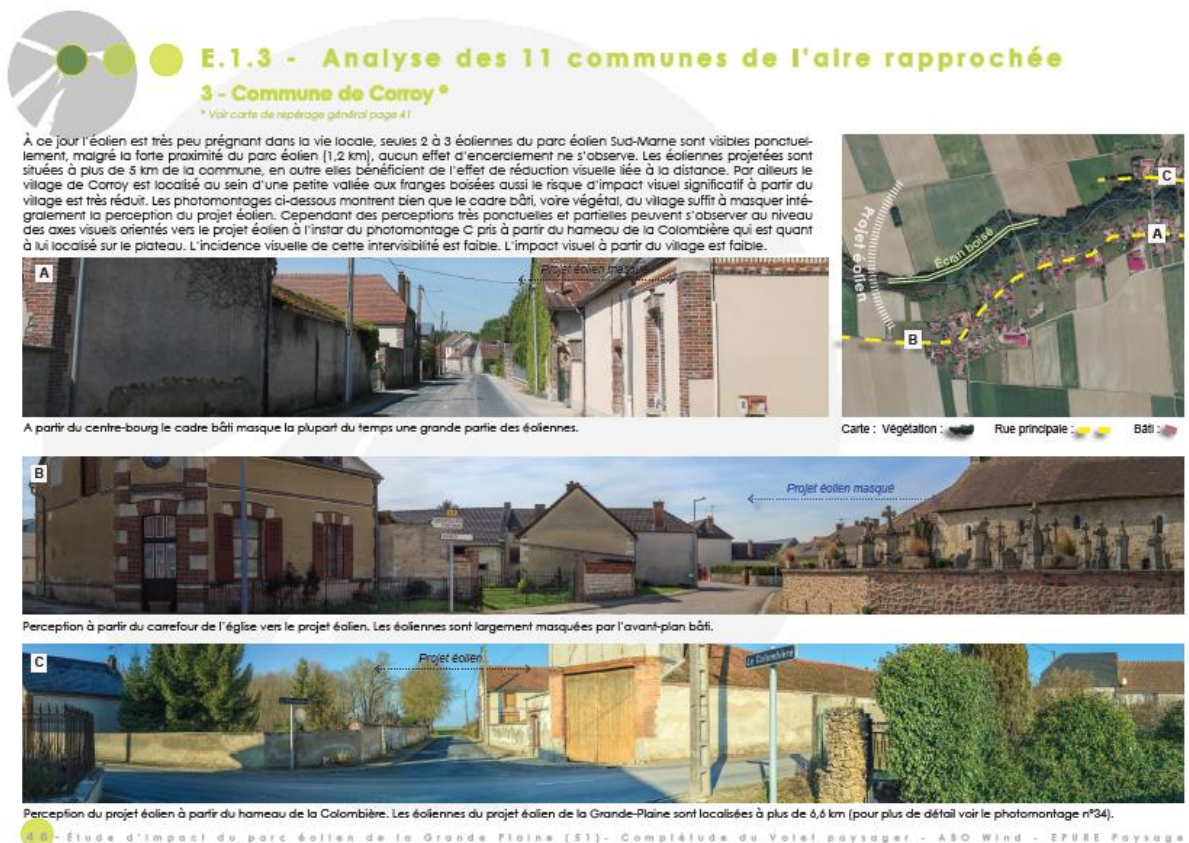 E.1.3 - Analyse des 11 communes de l'aire rapprochée
3 - Commune de Corroy *
* Voir carte de repérage général page 41
À ce jour l'éolien est très peu prégnant dans la vie locale, seules 2 à 3 éoliennes du parc éolien Sud-Marne sont visibles ponctuel-
lement, malgré la forte proximité du parc éolien (1,2 km), aucun effet d'encerclement ne s'observe. Les éoliennes projetées sont
situées à plus de 5 km de la commune, en outre elles bénéficient de l'effet de réduction visuelle liée à la distance. Par ailleurs le
village de Corroy est localisé au sein d'une petite vallée aux franges boisées aussi le risque d'impact visuel significatif à partir du
village est très réduit. Les photomontages ci-dessous montrent bien que le cadre bâti, voire végétal, du village suffit à masquer inté-
gralement la perception du projet éolien. Cependant des perceptions très ponctuelles et partielles peuvent s'observer au niveau
des axes visuels orientés vers le projet éolien à l'instar du photomontage C pris à partir du hameau de la Colombière qui est quant
à lui localisé sur le plateau. L'incidence visuelle de cette intervisibilité est faible. L'impact visuel à partir du village est faible.
C
A
Projet éolien
Écran boisé
B
A
Projet éolien masqué
A partir du centre-bourg le cadre bâti masque la plupart du temps une grande partie des éoliennes.
Carte : Végétation : Rue principale : Bâti :
B
Projet éolien masqué
Perception à partir du carrefour de l'église vers le projet éolien. Les éoliennes sont largement masquées par l'avant-plan bâti.
C
Projet éolien
La Colombière
Perception du projet éolien à partir du hameau de la Colombière. Les éoliennes du projet éolien de la Grande-Plaine sont localisées à plus de 6,6 km (pour plus de détail voir le photomontage n°34).
48 - Étude d'impact du parc éolien de la Grande Plaine (51)- Complétude du Volet paysager - ABO Wind - EPURE Paysage